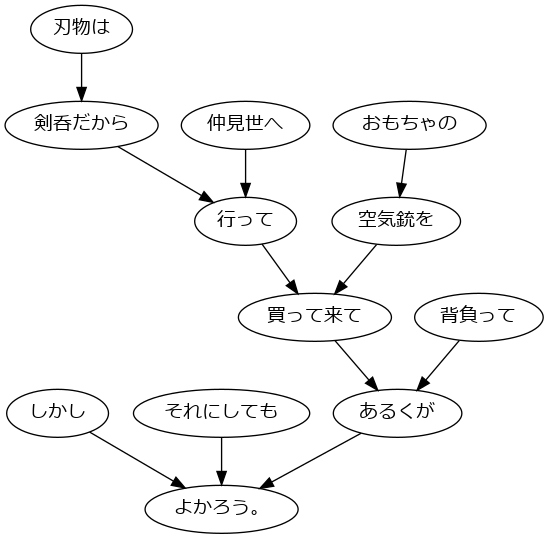 刃物は
剣呑だから
仲見世へ
おもちゃの
行って
空気銃を
買って来て
背負って
しかし
それにしても
あるくが
よかろう。